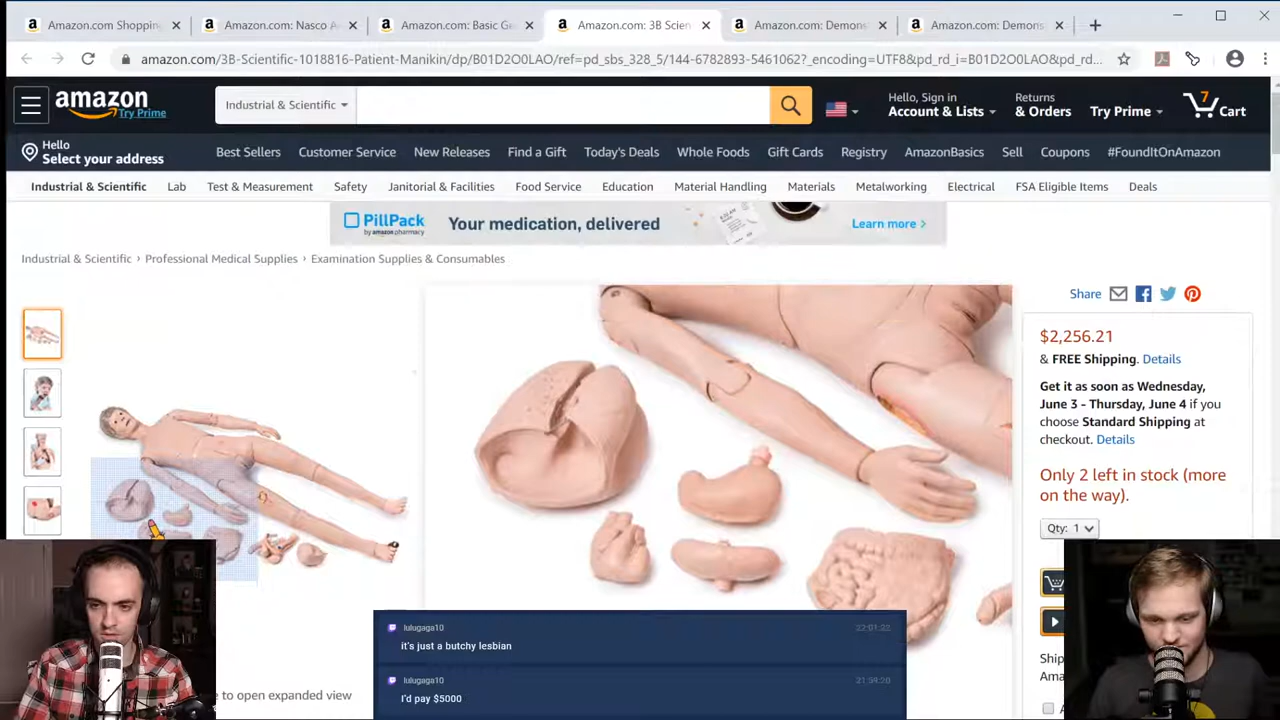 Amazon.com Shoppin
Amazon.com: Nasco A
Amazon.com: Basic Ge
Amazon.com: 3B Scien
Amazon.com: Demons
Amazon.com: Demons
amazon.com/3B-Scientific-1018816-Patient-Manikin/dp/B01D2O0LAO/ref=pd_sbs_328_5/144-6782893-5461062?_encoding=UTF8&pd_rd_i=B01D2O0LAO&pd_rd...
amazon
Try Prime
Industrial & Scientific
Hello, Sign in
Account & Lists
Returns
& Orders
Try Prime
7
Cart
Hello
Select your address
Best Sellers
Customer Service
New Releases
Find a Gift
Today's Deals
Whole Foods
Gift Cards
Registry
AmazonBasics
Sell
Coupons
#FoundItOnAmazon
Industrial & Scientific
Lab
Test & Measurement
Safety
Janitorial & Facilities
Food Service
Education
Material Handling
Materials
Metalworking
Electrical
FSA Eligible Items
Deals
PillPack
by amazon pharmacy
Your medication, delivered
Learn more >
Industrial & Scientific › Professional Medical Supplies › Examination Supplies & Consumables
Share
$2,256.21
& FREE Shipping. Details
Get it as soon as Wednesday,
June 3 - Thursday, June 4 if you
choose Standard Shipping at
checkout. Details
Only 2 left in stock (more
on the way).
Qty: 1
Ship
Ama
e to open expanded view
lulugaga10
22:01:22
it's just a butchy lesbian
lulugaga10
I'd pay $5000